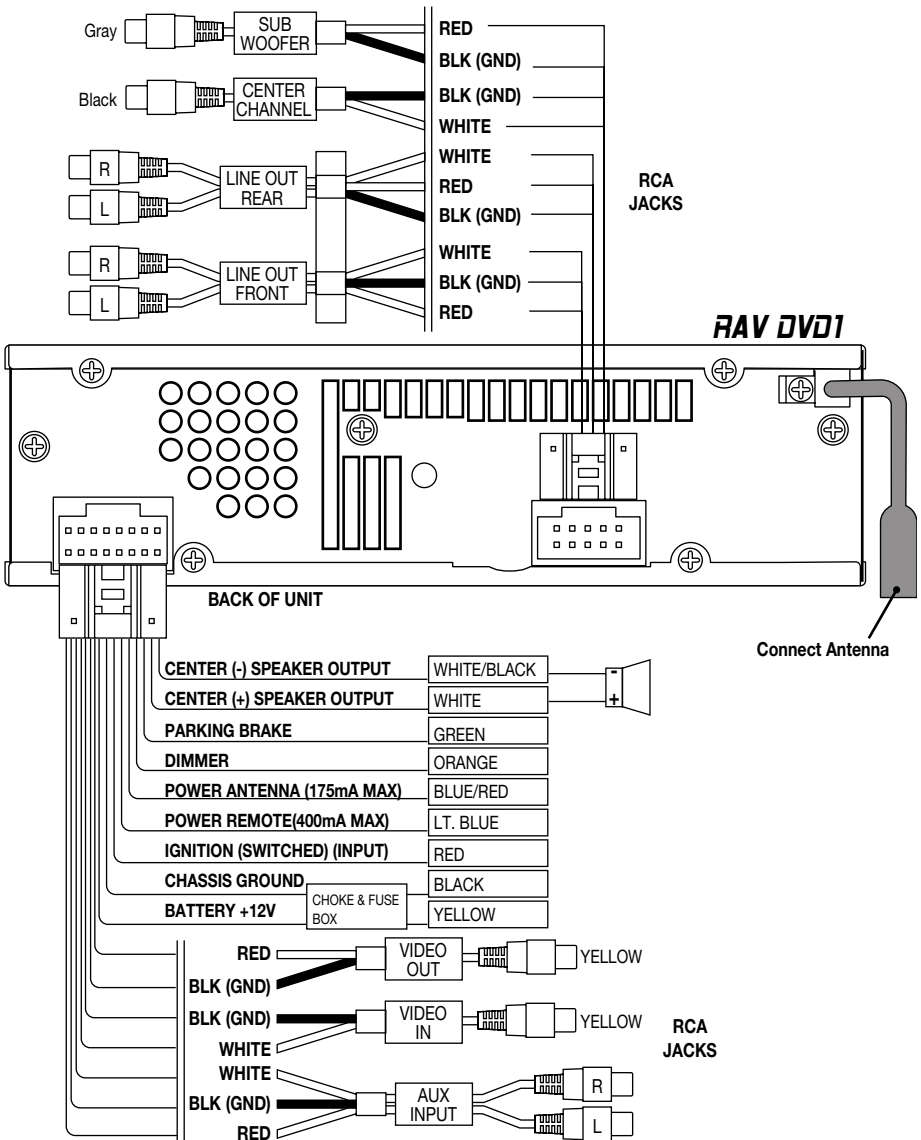 Gray
SUB
WOOFER
RED
BLK (GND)
Black
CENTER
CHANNEL
BLK (GND)
WHITE
R
L
LINE OUT
REAR
WHITE
RED
BLK (GND)
RCA
JACKS
R
L
LINE OUT
FRONT
WHITE
BLK (GND)
RED
RAV DVD1
BACK OF UNIT
Connect Antenna
CENTER (-) SPEAKER OUTPUT WHITE/BLACK -
CENTER (+) SPEAKER OUTPUT WHITE +
PARKING BRAKE GREEN
DIMMER ORANGE
POWER ANTENNA (175mA MAX) BLUE/RED
POWER REMOTE(400mA MAX) LT. BLUE
IGNITION (SWITCHED) (INPUT) RED
CHASSIS GROUND BLACK
CHOKE & FUSE
BOX
BATTERY +12V YELLOW
RED
BLK (GND)
VIDEO
OUT
YELLOW
BLK (GND)
WHITE
VIDEO
IN
YELLOW
RCA
JACKS
WHITE
BLK (GND)
RED
AUX
INPUT
R
L